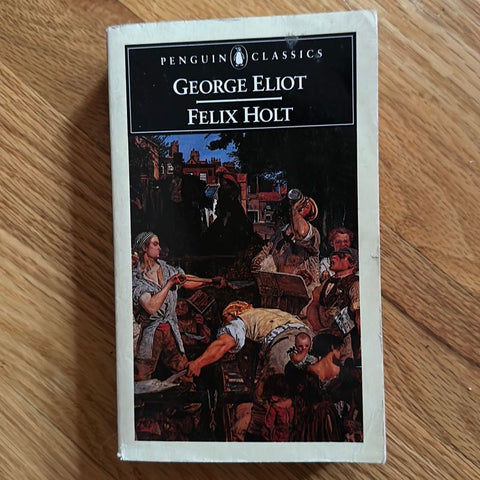 PENGUIN CLASSICS
GEORGE ELIOT
FELIX HOLT